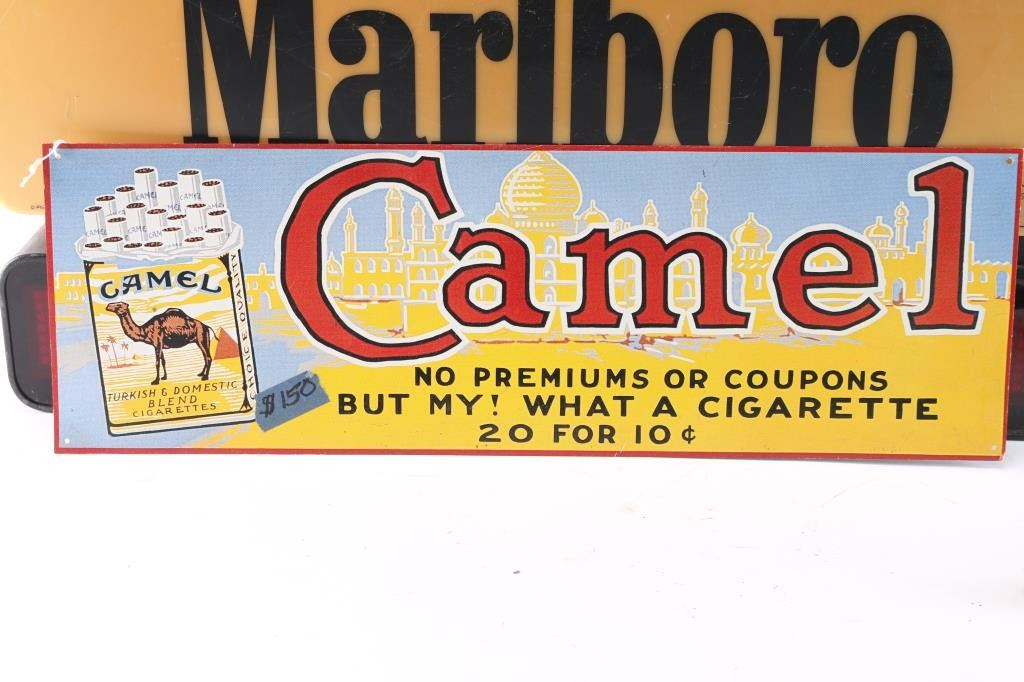 Marlboro
Camel
CAMEL
CHOICE QUALITY
TURKISH & DOMESTIC
BLEND
CIGARETTES
$150
NO PREMIUMS OR COUPONS
BUT MY! WHAT A CIGARETTE
20 FOR 10¢